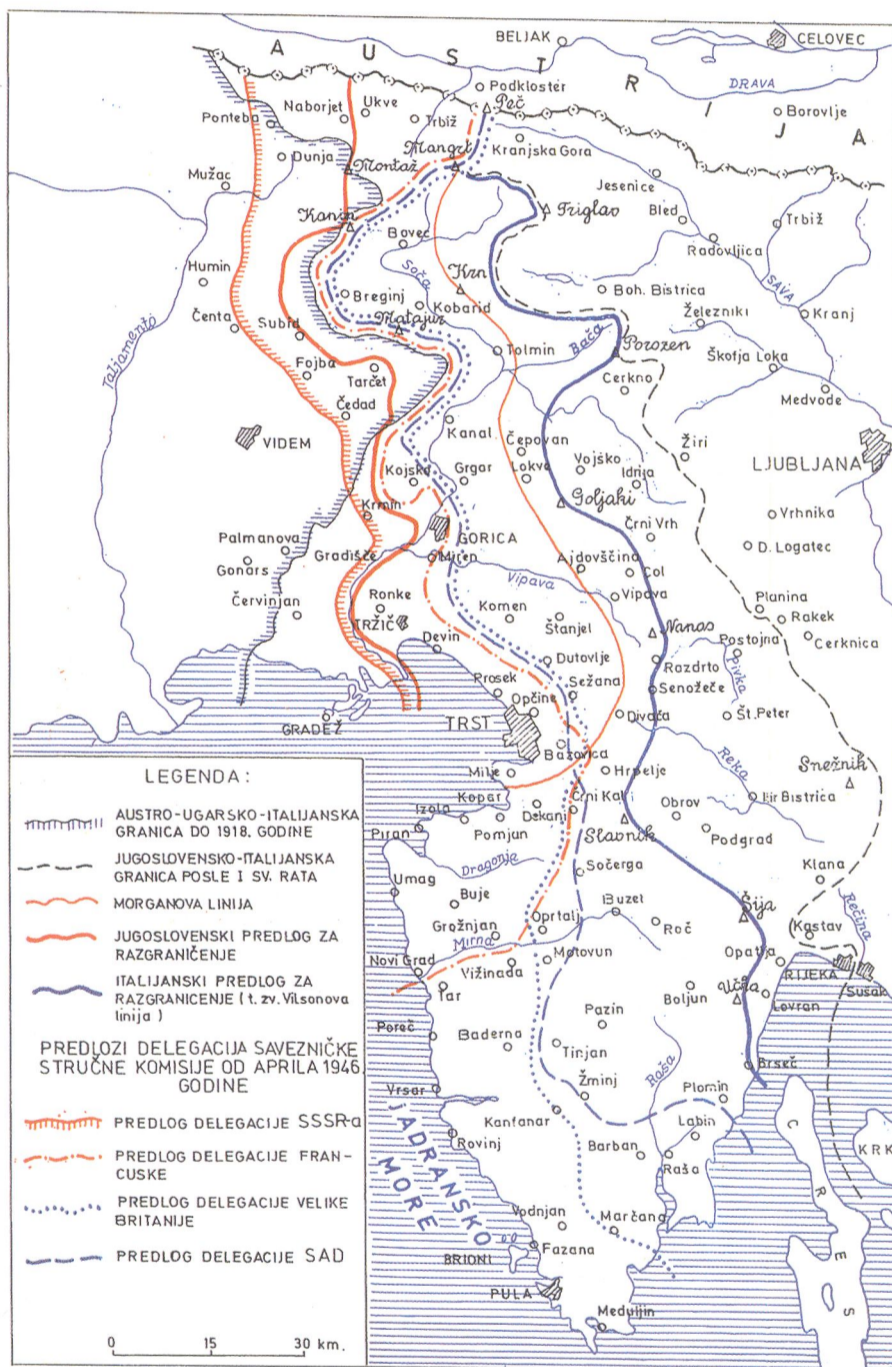 AUSTRIJA
BELJAK
CELOVEC
DRAVA
Podkloster
Peč
Borovlje
Naborjet
Ukve
Ponteba
Trbiž
Dunja
Montaž
Mangrt
Kranjska Gora
Mužac
Jesenice
Triglav
Bled
Trbiž
Kanin
Bovec
Radovljica
Soča
Krn
SAVA
Humin
Breginj
Boh. Bistrica
Kobarid
Železniki
Kranj
Taljamento
Čenta
Subid
Matajur
Bača
Tolmin
Porezen
Škofja Loka
Fojba
Tarčet
Cerkno
Medvode
Čedad
VIDEM
Kanal
Čepovan
Žiri
LJUBLJANA
Kojsko
Grgar
Lokve
Vojsko
Idrija
Goljaki
Krmin
Črni Vrh
Vrhnika
Palmanova
GORICA
Gradišče
Miren
D. Logatec
Gonars
Ajdovščina
Col
Vipava
Vipava
Červinjan
Ronke
Komen
Štanjel
Planina
Rakek
TRŽIČ
Nanos
Cerknica
Devin
Postojna
Dutovlje
Razdrto
Pivka
Prosek
Sežana
Senožeče
Opčine
GRADEŽ
TRST
Divača
Št. Peter
Bazovica
Reka
Milje
Hrpelje
Snežnik
Kopar
Črni Kal
Izola
Dekani
Obrov
Ilir Bistrica
Piran
Pomjan
Slavnik
Podgrad
Dragonja
Sočerga
Klana
Umag
Buje
Buzet
Šija
Rečina
Grožnjan
Oprtalj
Roč
Kastav
Mirna
Opatija
Novi Grad
Motovun
RIJEKA
Vižinada
Sušak
Tar
Boljun
Učka
Lovran
Pazin
Poreč
Baderna
Tinjan
Brseč
Raša
Vrsar
Žminj
Plomin
Kanfanar
Labin
JADRANSKO MORE
Rovinj
Barban
Raša
CRES
KRK
Vodnjan
Marčana
Fazana
BRIONI
PULA
Meduljin
LEGENDA :
AUSTRO-UGARSKO-ITALIJANSKA
GRANICA DO 1918. GODINE
JUGOSLOVENSKO-ITALIJANSKA
GRANICA POSLE I SV. RATA
MORGANOVA LINIJA
JUGOSLOVENSKI PREDLOG ZA
RAZGRANIČENJE
ITALIJANSKI PREDLOG ZA
RAZGRANICENJE ( t. zv. Vilsonova
linija )
PREDLOZI DELEGACIJA SAVEZNIČKE
STRUČNE KOMISIJE OD APRILA 1946.
GODINE
PREDLOG DELEGACIJE SSSR-a
PREDLOG DELEGACIJE FRAN-
CUSKE
PREDLOG DELEGACIJE VELIKE
BRITANIJE
PREDLOG DELEGACIJE SAD
0 15 30 km.